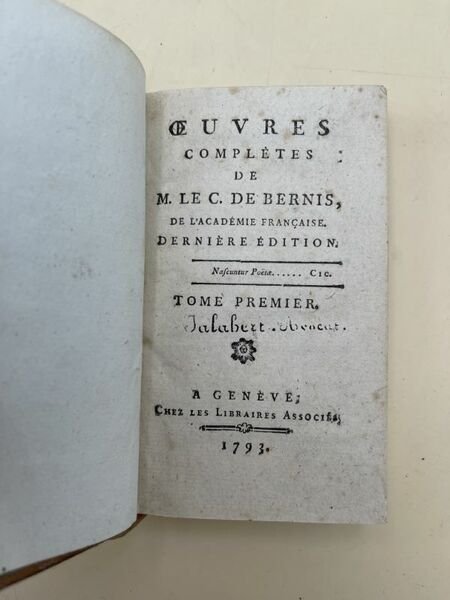 ŒUVRES
COMPLÈTES
DE
M. LE C. DE BERNIS,
DE L'ACADÉMIE FRANÇAISE.
DERNIÈRE ÉDITION.
Naſcuntur Poëtæ...... CIC.
TOME PREMIER.
Jalabert. Avocat.
A GENÈVE;
CHEZ LES LIBRAIRES ASSOCIÉS,
1793.